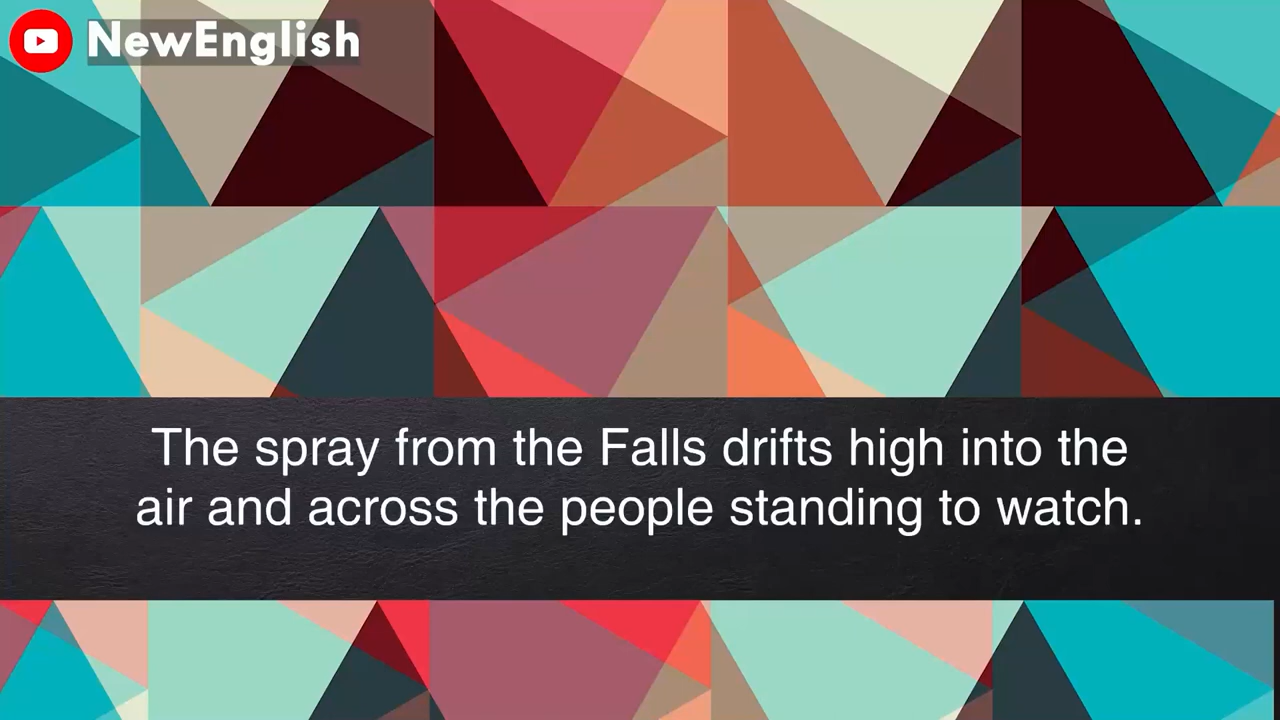 NewEnglish
The spray from the Falls drifts high into the
air and across the people standing to watch.